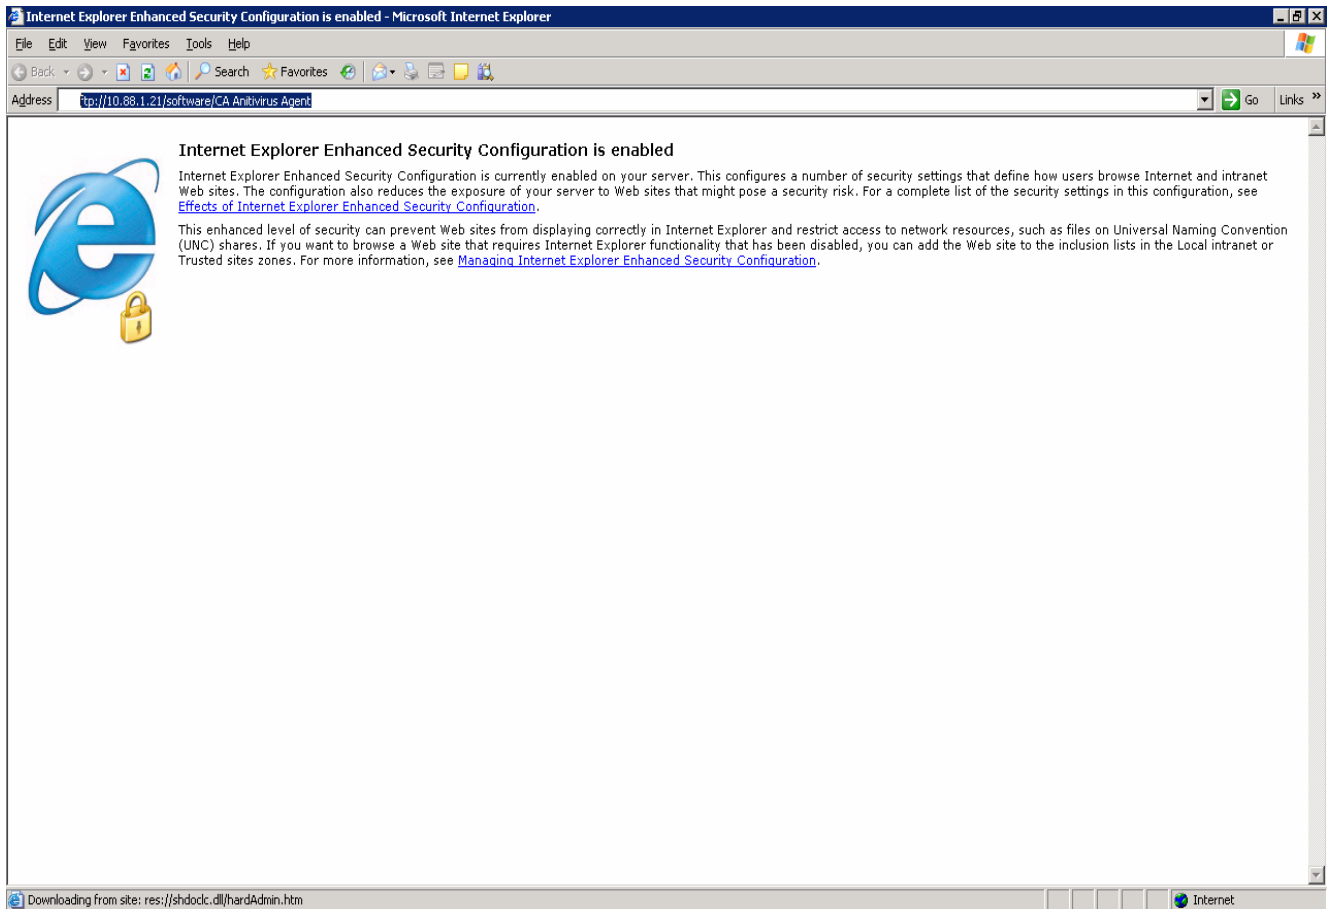 Internet Explorer Enhanced Security Configuration is enabled - Microsoft Internet Explorer
File Edit View Favorites Tools Help
Back Search Favorites
Address ftp://10.88.1.21/software/CA Anitivirus Agent Go Links »
Internet Explorer Enhanced Security Configuration is enabled
Internet Explorer Enhanced Security Configuration is currently enabled on your server. This configures a number of security settings that define how users browse Internet and intranet
Web sites. The configuration also reduces the exposure of your server to Web sites that might pose a security risk. For a complete list of the security settings in this configuration, see
Effects of Internet Explorer Enhanced Security Configuration.
This enhanced level of security can prevent Web sites from displaying correctly in Internet Explorer and restrict access to network resources, such as files on Universal Naming Convention
(UNC) shares. If you want to browse a Web site that requires Internet Explorer functionality that has been disabled, you can add the Web site to the inclusion lists in the Local intranet or
Trusted sites zones. For more information, see Managing Internet Explorer Enhanced Security Configuration.
Downloading from site: res://shdoclc.dll/hardAdmin.htm Internet